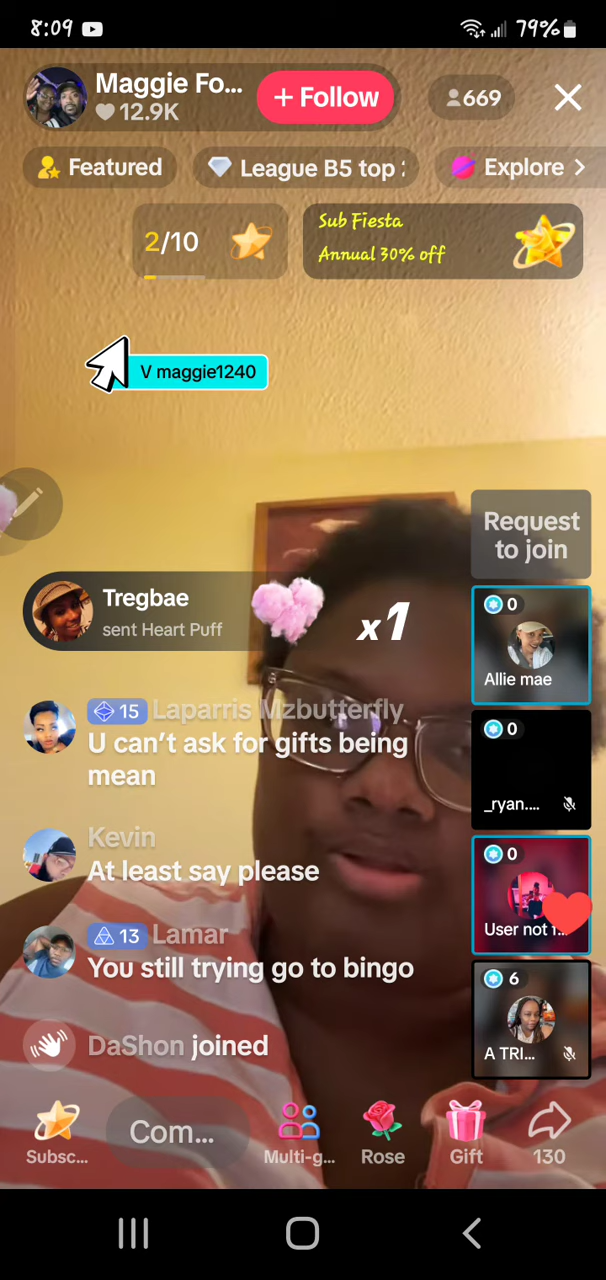 8:09
79%
Maggie Fo...
12.9K
+ Follow
669
Featured
League B5 top
Explore >
2/10
Sub Fiesta
Annual 30% off
V maggie1240
Request
to join
Tregbae
sent Heart Puff
x1
0
Allie mae
15 Laparris Mzbutterfly
U can't ask for gifts being
mean
0
_ryan....
Kevin
At least say please
0
User not
13 Lamar
You still trying go to bingo
6
A TRI...
DaShon joined
Subsc...
Com...
Multi-g...
Rose
Gift
130